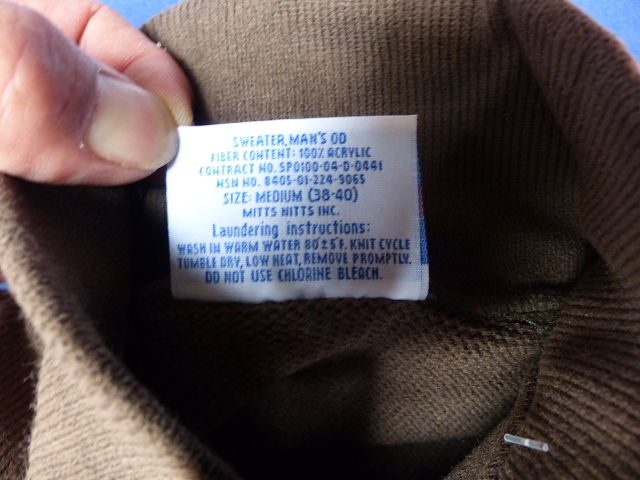 SWEATER, MAN'S OD
FIBER CONTENT: 100% ACRYLIC
CONTRACT NO. SP0100-04-D-0441
NSN NO. 8405-01-224-9065
SIZE: MEDIUM (38-40)
MITTS NITTS INC.
Laundering instructions:
WASH IN WARM WATER 80°±5°F. KNIT CYCLE
TUMBLE DRY, LOW HEAT, REMOVE PROMPTLY.
DO NOT USE CHLORINE BLEACH.